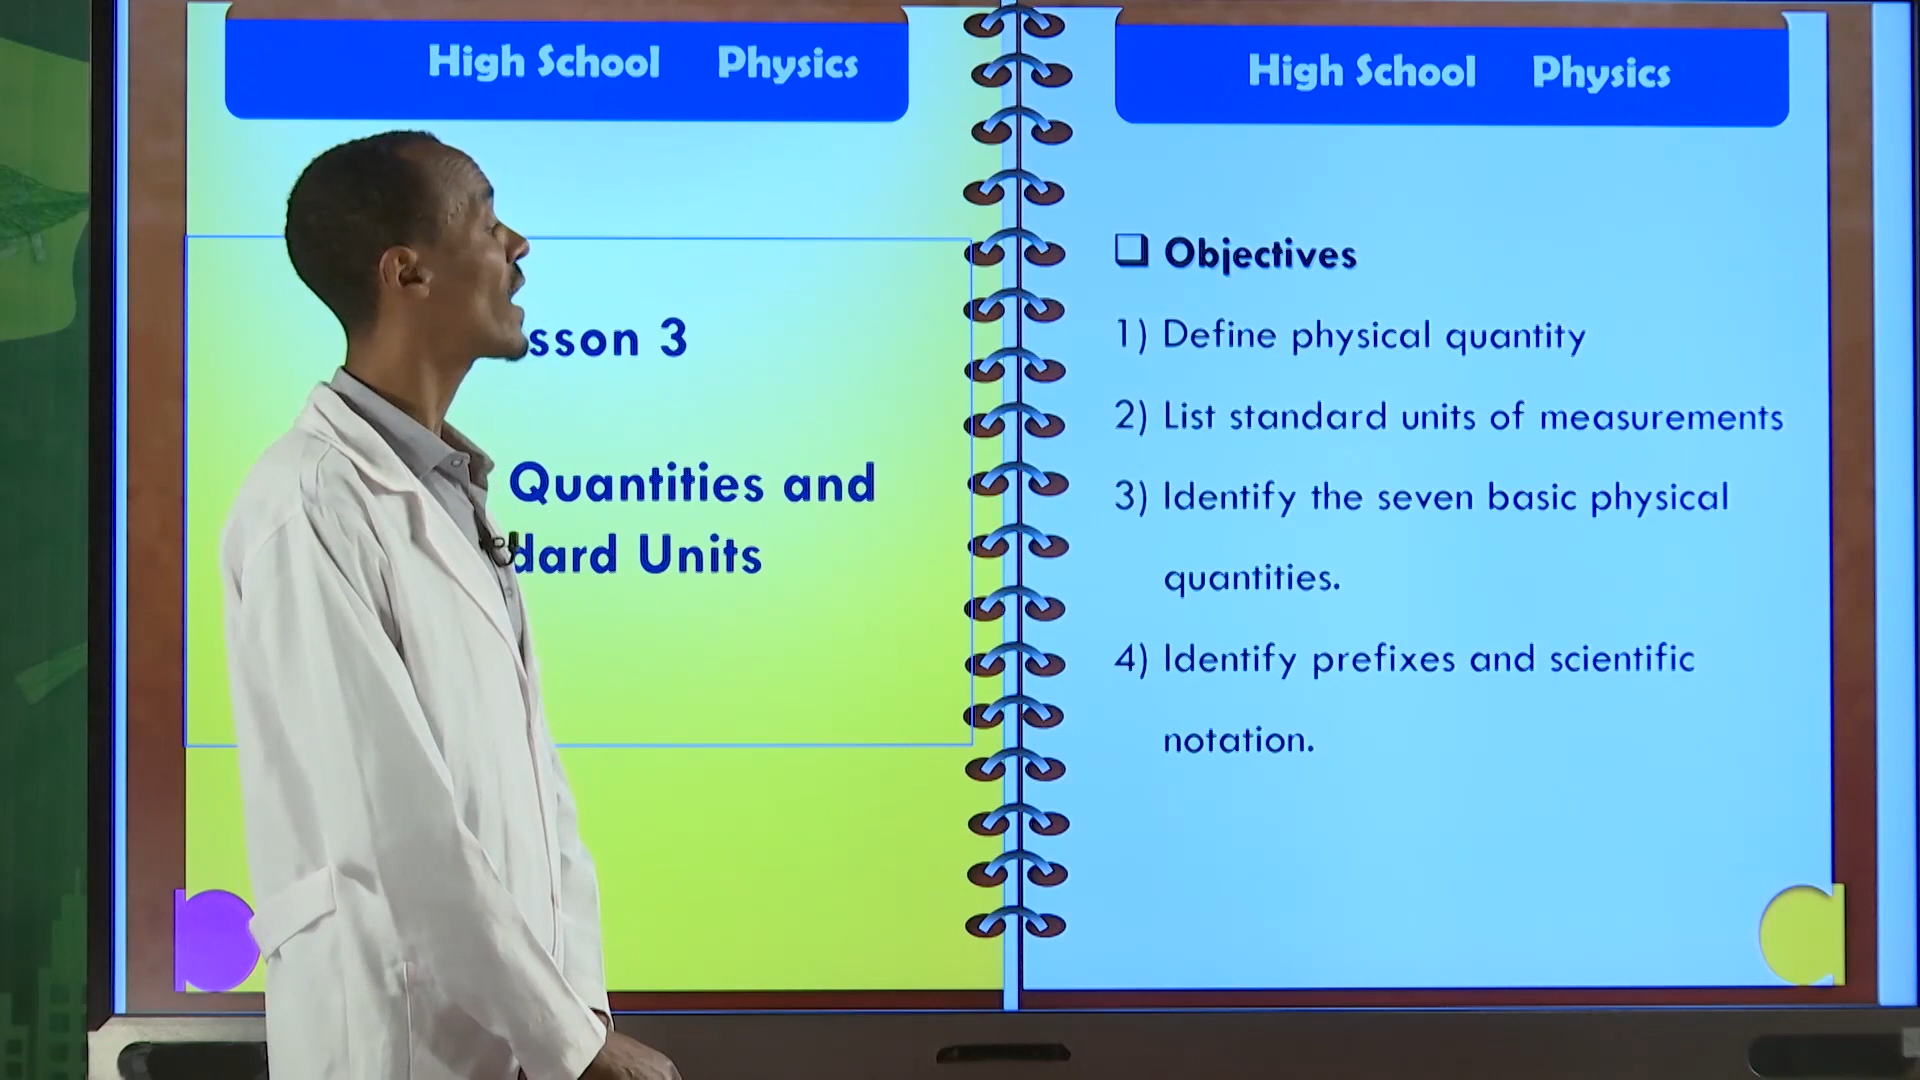 High School Physics
sson 3
Quantities and
dard Units
High School Physics
Objectives
1) Define physical quantity
2) List standard units of measurements
3) Identify the seven basic physical
quantities.
4) Identify prefixes and scientific
notation.